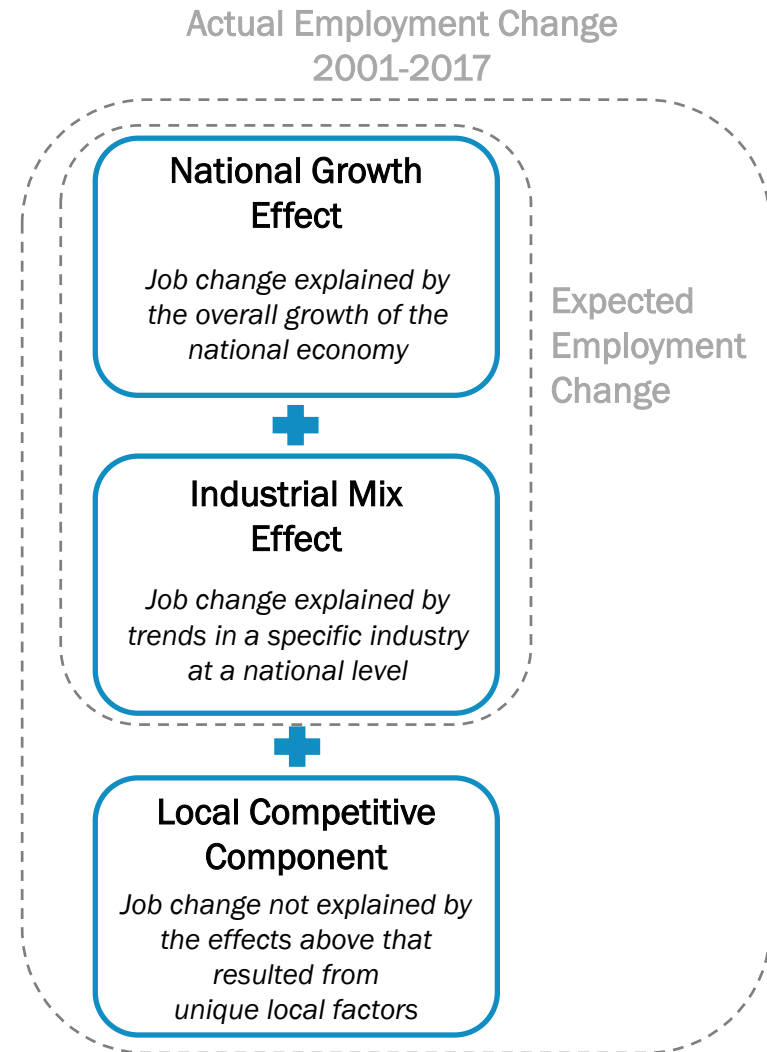 Actual Employment Change
2001-2017
National Growth
Effect
Job change explained by
the overall growth of the
national economy
Expected
Employment
Change
Industrial Mix
Effect
Job change explained by
trends in a specific industry
at a national level
Local Competitive
Component
Job change not explained by
the effects above that
resulted from
unique local factors